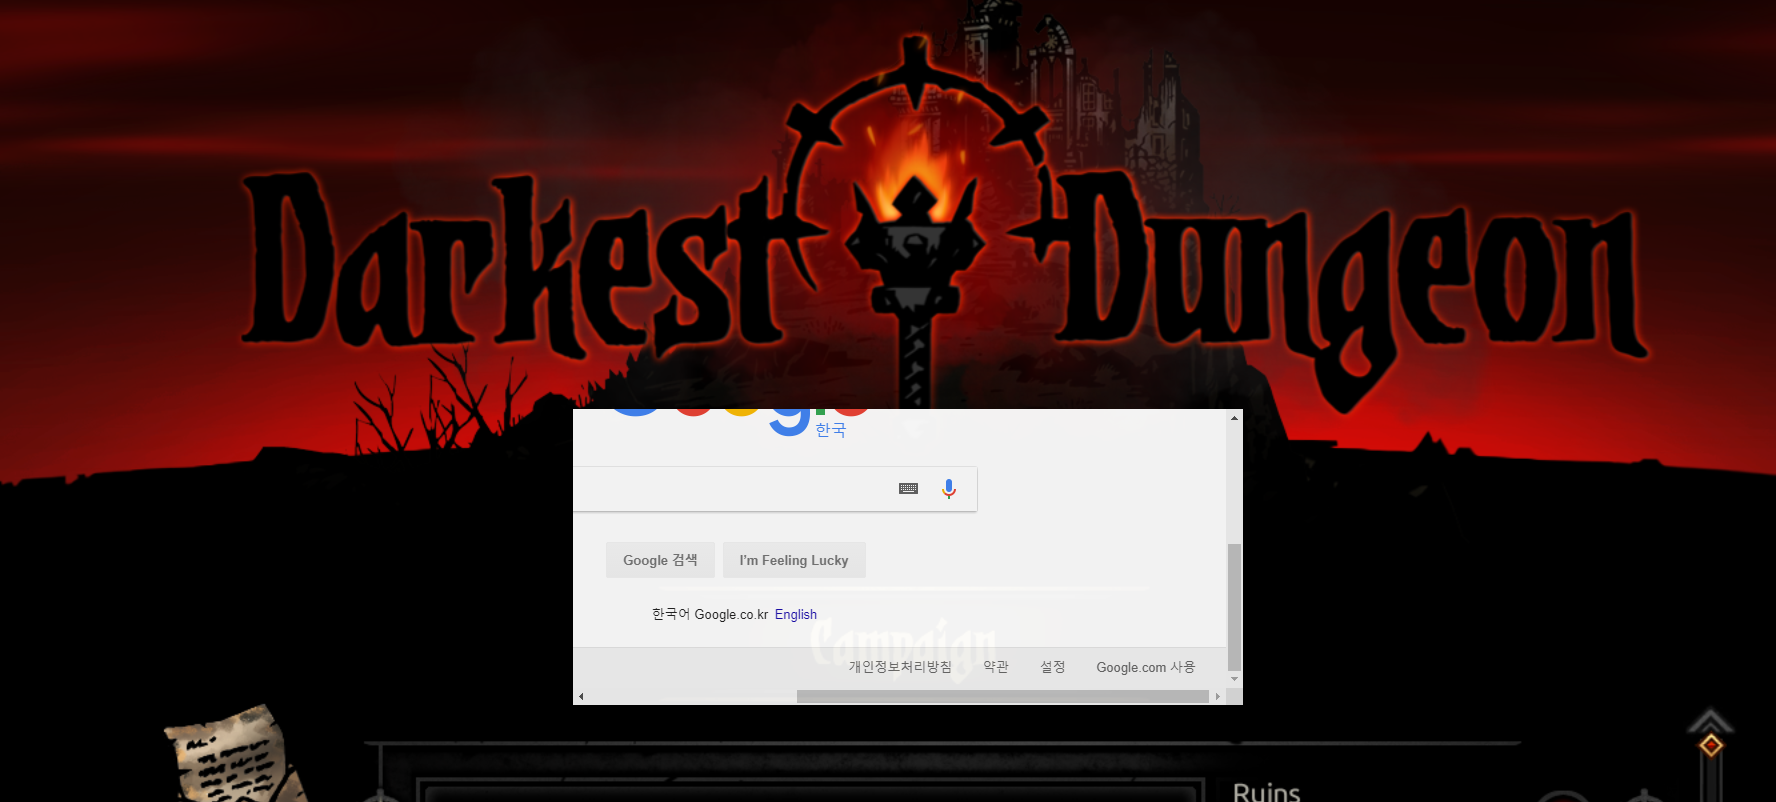 Darkest Dungeon
Google
한국
Google 검색
I'm Feeling Lucky
한국어 Google.co.kr English
Campaign
개인정보처리방침
약관
설정
Google.com 사용
Ruins